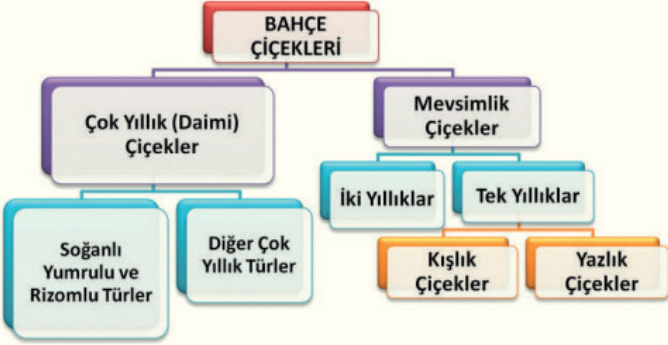 BAHÇE
ÇİÇEKLERİ
Çok Yıllık (Daimi)
Çiçekler
Mevsimlik
Çiçekler
Soğanlı
Yumrulu ve
Rizomlu Türler
Diğer Çok
Yıllık Türler
İki Yıllıklar
Tek Yıllıklar
Kışlık
Çiçekler
Yazlık
Çiçekler